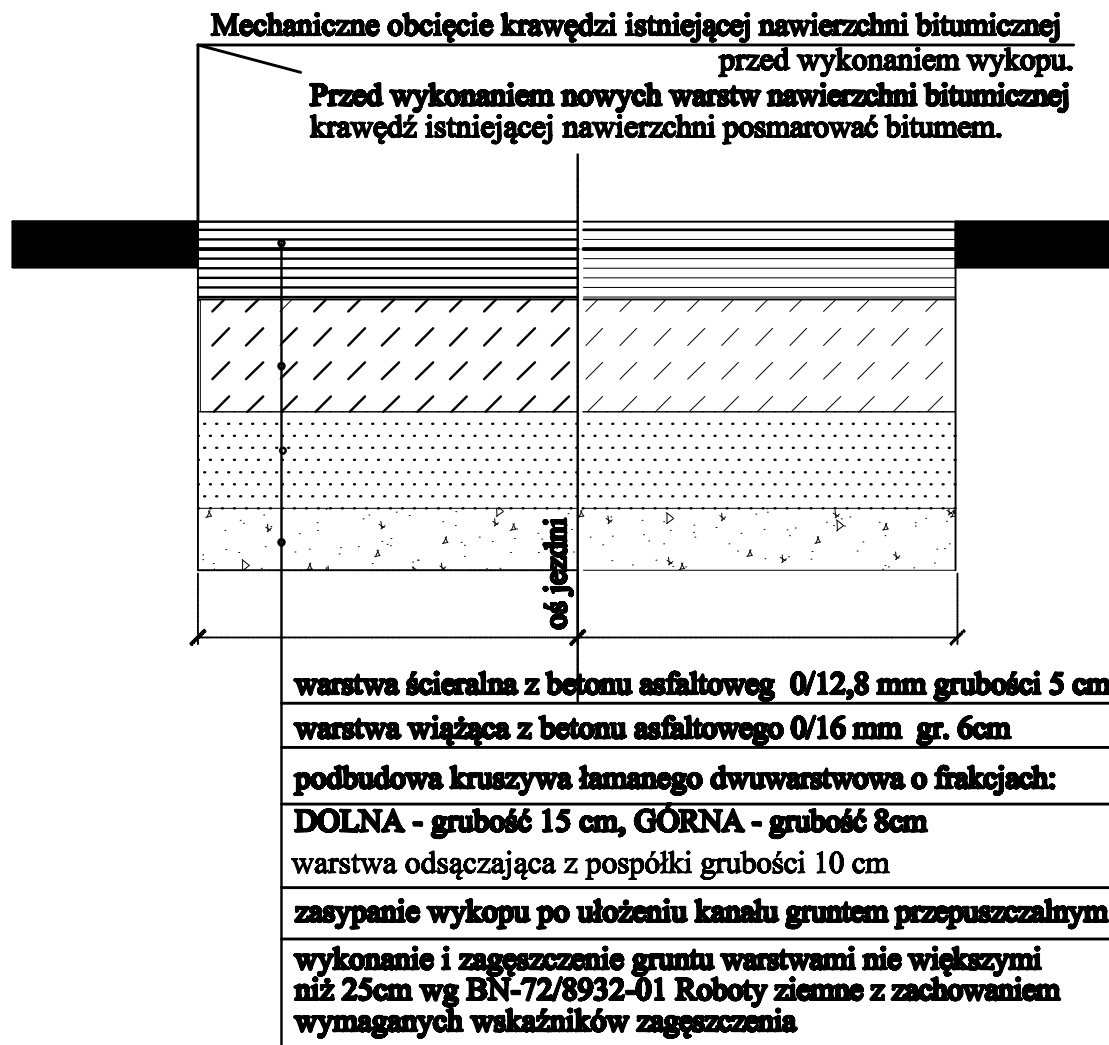 Mechaniczne obcięcie krawędzi istniejącej nawierzchni bitumicznej
przed wykonaniem wykopu.
Przed wykonaniem nowych warstw nawierzchni bitumicznej
krawędź istniejącej nawierzchni posmarować bitumem.
oś jezdni
warstwa ścieralna z betonu asfaltoweg 0/12,8 mm grubości 5 cm
warstwa wiążąca z betonu asfaltowego 0/16 mm gr. 6cm
podbudowa kruszywa łamanego dwuwarstwowa o frakcjach:
DOLNA - grubość 15 cm, GÓRNA - grubość 8cm
warstwa odsączająca z pospółki grubości 10 cm
zasypanie wykopu po ułożeniu kanału gruntem przepuszczalnym
wykonanie i zagęszczenie gruntu warstwami nie większymi
niż 25cm wg BN-72/8932-01 Roboty ziemne z zachowaniem
wymaganych wskaźników zagęszczenia